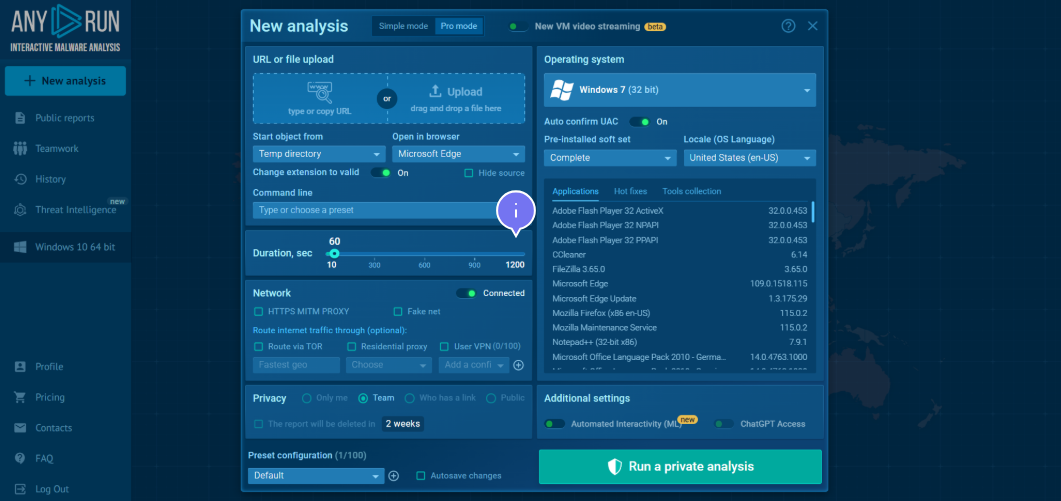 ANY RUN
INTERACTIVE MALWARE ANALYSIS
+ New analysis
Public reports
Teamwork
History
Threat Intelligence new
Windows 10 64 bit
Profile
Pricing
Contacts
FAQ
Log Out
New analysis
Simple mode
Pro mode
New VM video streaming beta
URL or file upload
www
type or copy URL
or
Upload
drag and drop a file here
Start object from
Open in browser
Temp directory
Microsoft Edge
Change extension to valid
On
Hide source
Command line
Type or choose a preset
i
60
Duration, sec
10 300 600 900 1200
Network
Connected
HTTPS MITM PROXY
Fake net
Route internet traffic through (optional):
Route via TOR
Residential proxy
User VPN (0/100)
Fastest geo
Choose
Add a confi
Privacy
Only me
Team
Who has a link
Public
The report will be deleted in 2 weeks
Preset configuration (1/100)
Default
Autosave changes
Operating system
Windows 7 (32 bit)
Auto confirm UAC
On
Pre-installed soft set
Locale (OS Language)
Complete
United States (en-US)
Applications
Hot fixes
Tools collection
Adobe Flash Player 32 ActiveX 32.0.0.453
Adobe Flash Player 32 NPAPI 32.0.0.453
Adobe Flash Player 32 PPAPI 32.0.0.453
CCleaner 6.14
FileZilla 3.65.0 3.65.0
Microsoft Edge 109.0.1518.115
Microsoft Edge Update 1.3.175.29
Mozilla Firefox (x86 en-US) 115.0.2
Mozilla Maintenance Service 115.0.2
Notepad++ (32-bit x86) 7.9.1
Microsoft Office Language Pack 2010 - Germa... 14.0.4763.1000
Additional settings
Automated Interactivity (ML) new
ChatGPT Access
Run a private analysis